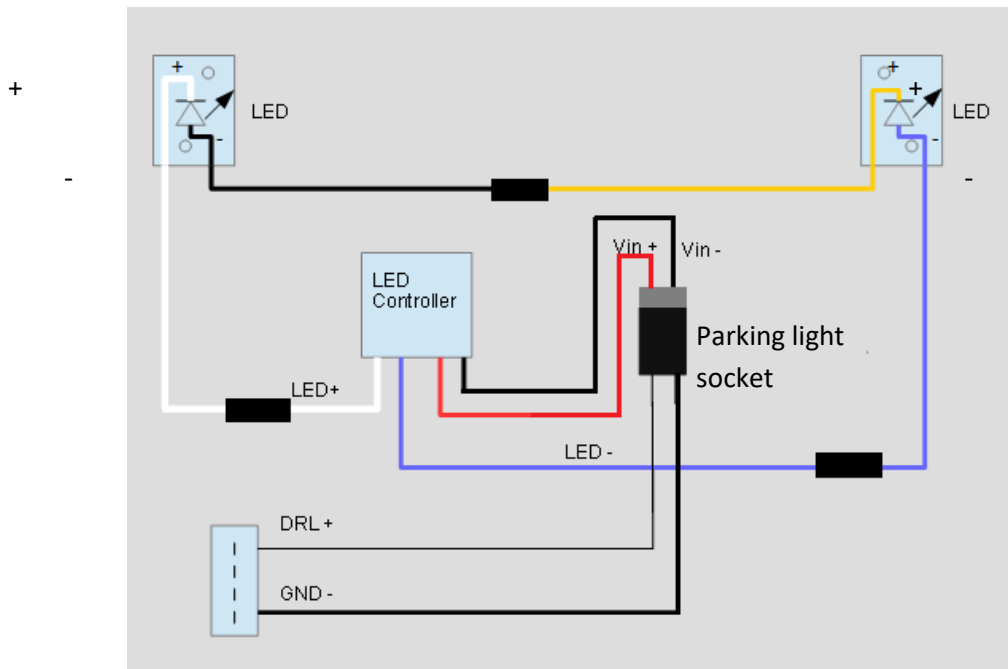 +
-
+
-
LED
+
+
-
LED
LED
Controller
Vin +
Vin -
Parking light
socket
LED+
LED -
DRL +
GND -